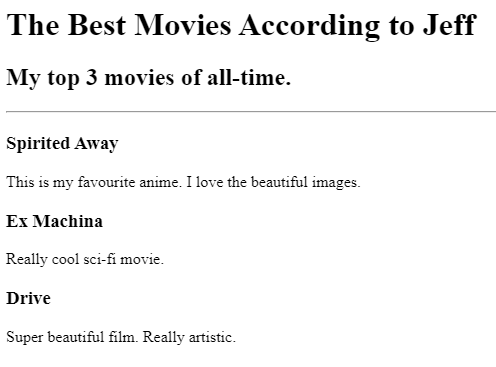 The Best Movies According to Jeff
My top 3 movies of all-time.
Spirited Away
This is my favourite anime. I love the beautiful images.
Ex Machina
Really cool sci-fi movie.
Drive
Super beautiful film. Really artistic.